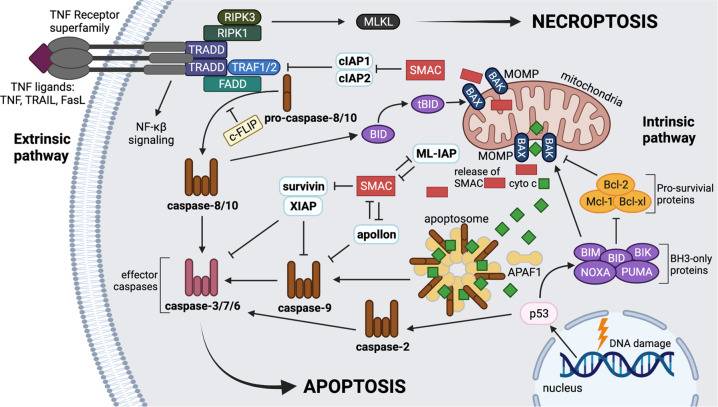 TNF Receptor
superfamily
RIPK3
RIPK1
MLKL
NECROPTOSIS
TRADD
TRADD
TRAF1/2
FADD
cIAP1
cIAP2
SMAC
TNF ligands:
TNF, TRAIL, FasL
Extrinsic
pathway
NF-κβ
signaling
c-FLIP
pro-caspase-8/10
BID
tBID
BAX
BAK
MOMP
mitochondria
Intrinsic
pathway
MOMP
BAX
BAK
caspase-8/10
survivin
XIAP
SMAC
ML-IAP
apollon
release of
SMAC
cyto c
Bcl-2
Mcl-1
Bcl-xl
Pro-survival
proteins
apoptosome
APAF1
BIM
BID
BIK
NOXA
PUMA
BH3-only
proteins
effector
caspases
caspase-3/7/6
caspase-9
caspase-2
p53
DNA damage
nucleus
APOPTOSIS